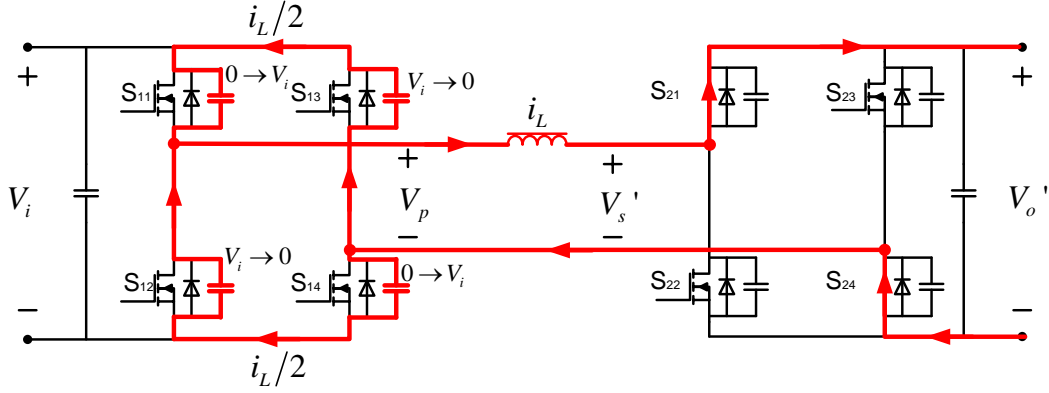 i_L/2
+
S11
0→V_i
S13
V_i→0
S21
S23
+
i_L
+
+
V_i
V_p
V_s'
V_o'
−
−
S12
V_i→0
S14
0→V_i
S22
S24
−
−
i_L/2